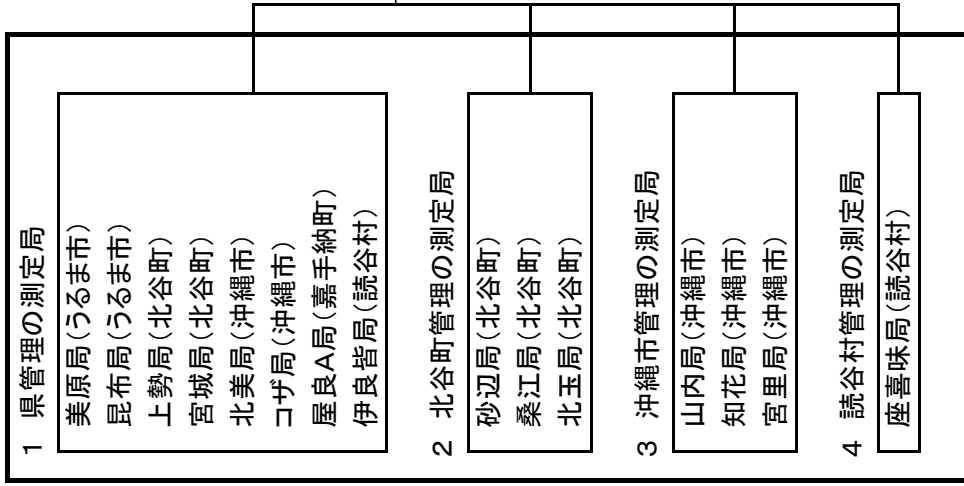 １　県管理の測定局
美原局（うるま市）
昆布局（うるま市）
上勢局（北谷町）
宮城局（北谷町）
北美局（沖縄市）
コザ局（沖縄市）
屋良Ａ局（嘉手納町）
伊良皆局（読谷村）
２　北谷町管理の測定局
砂辺局（北谷町）
桑江局（北谷町）
北玉局（北谷町）
３　沖縄市管理の測定局
山内局（沖縄市）
知花局（沖縄市）
宮里局（沖縄市）
４　読谷村管理の測定局
座喜味局（読谷村）